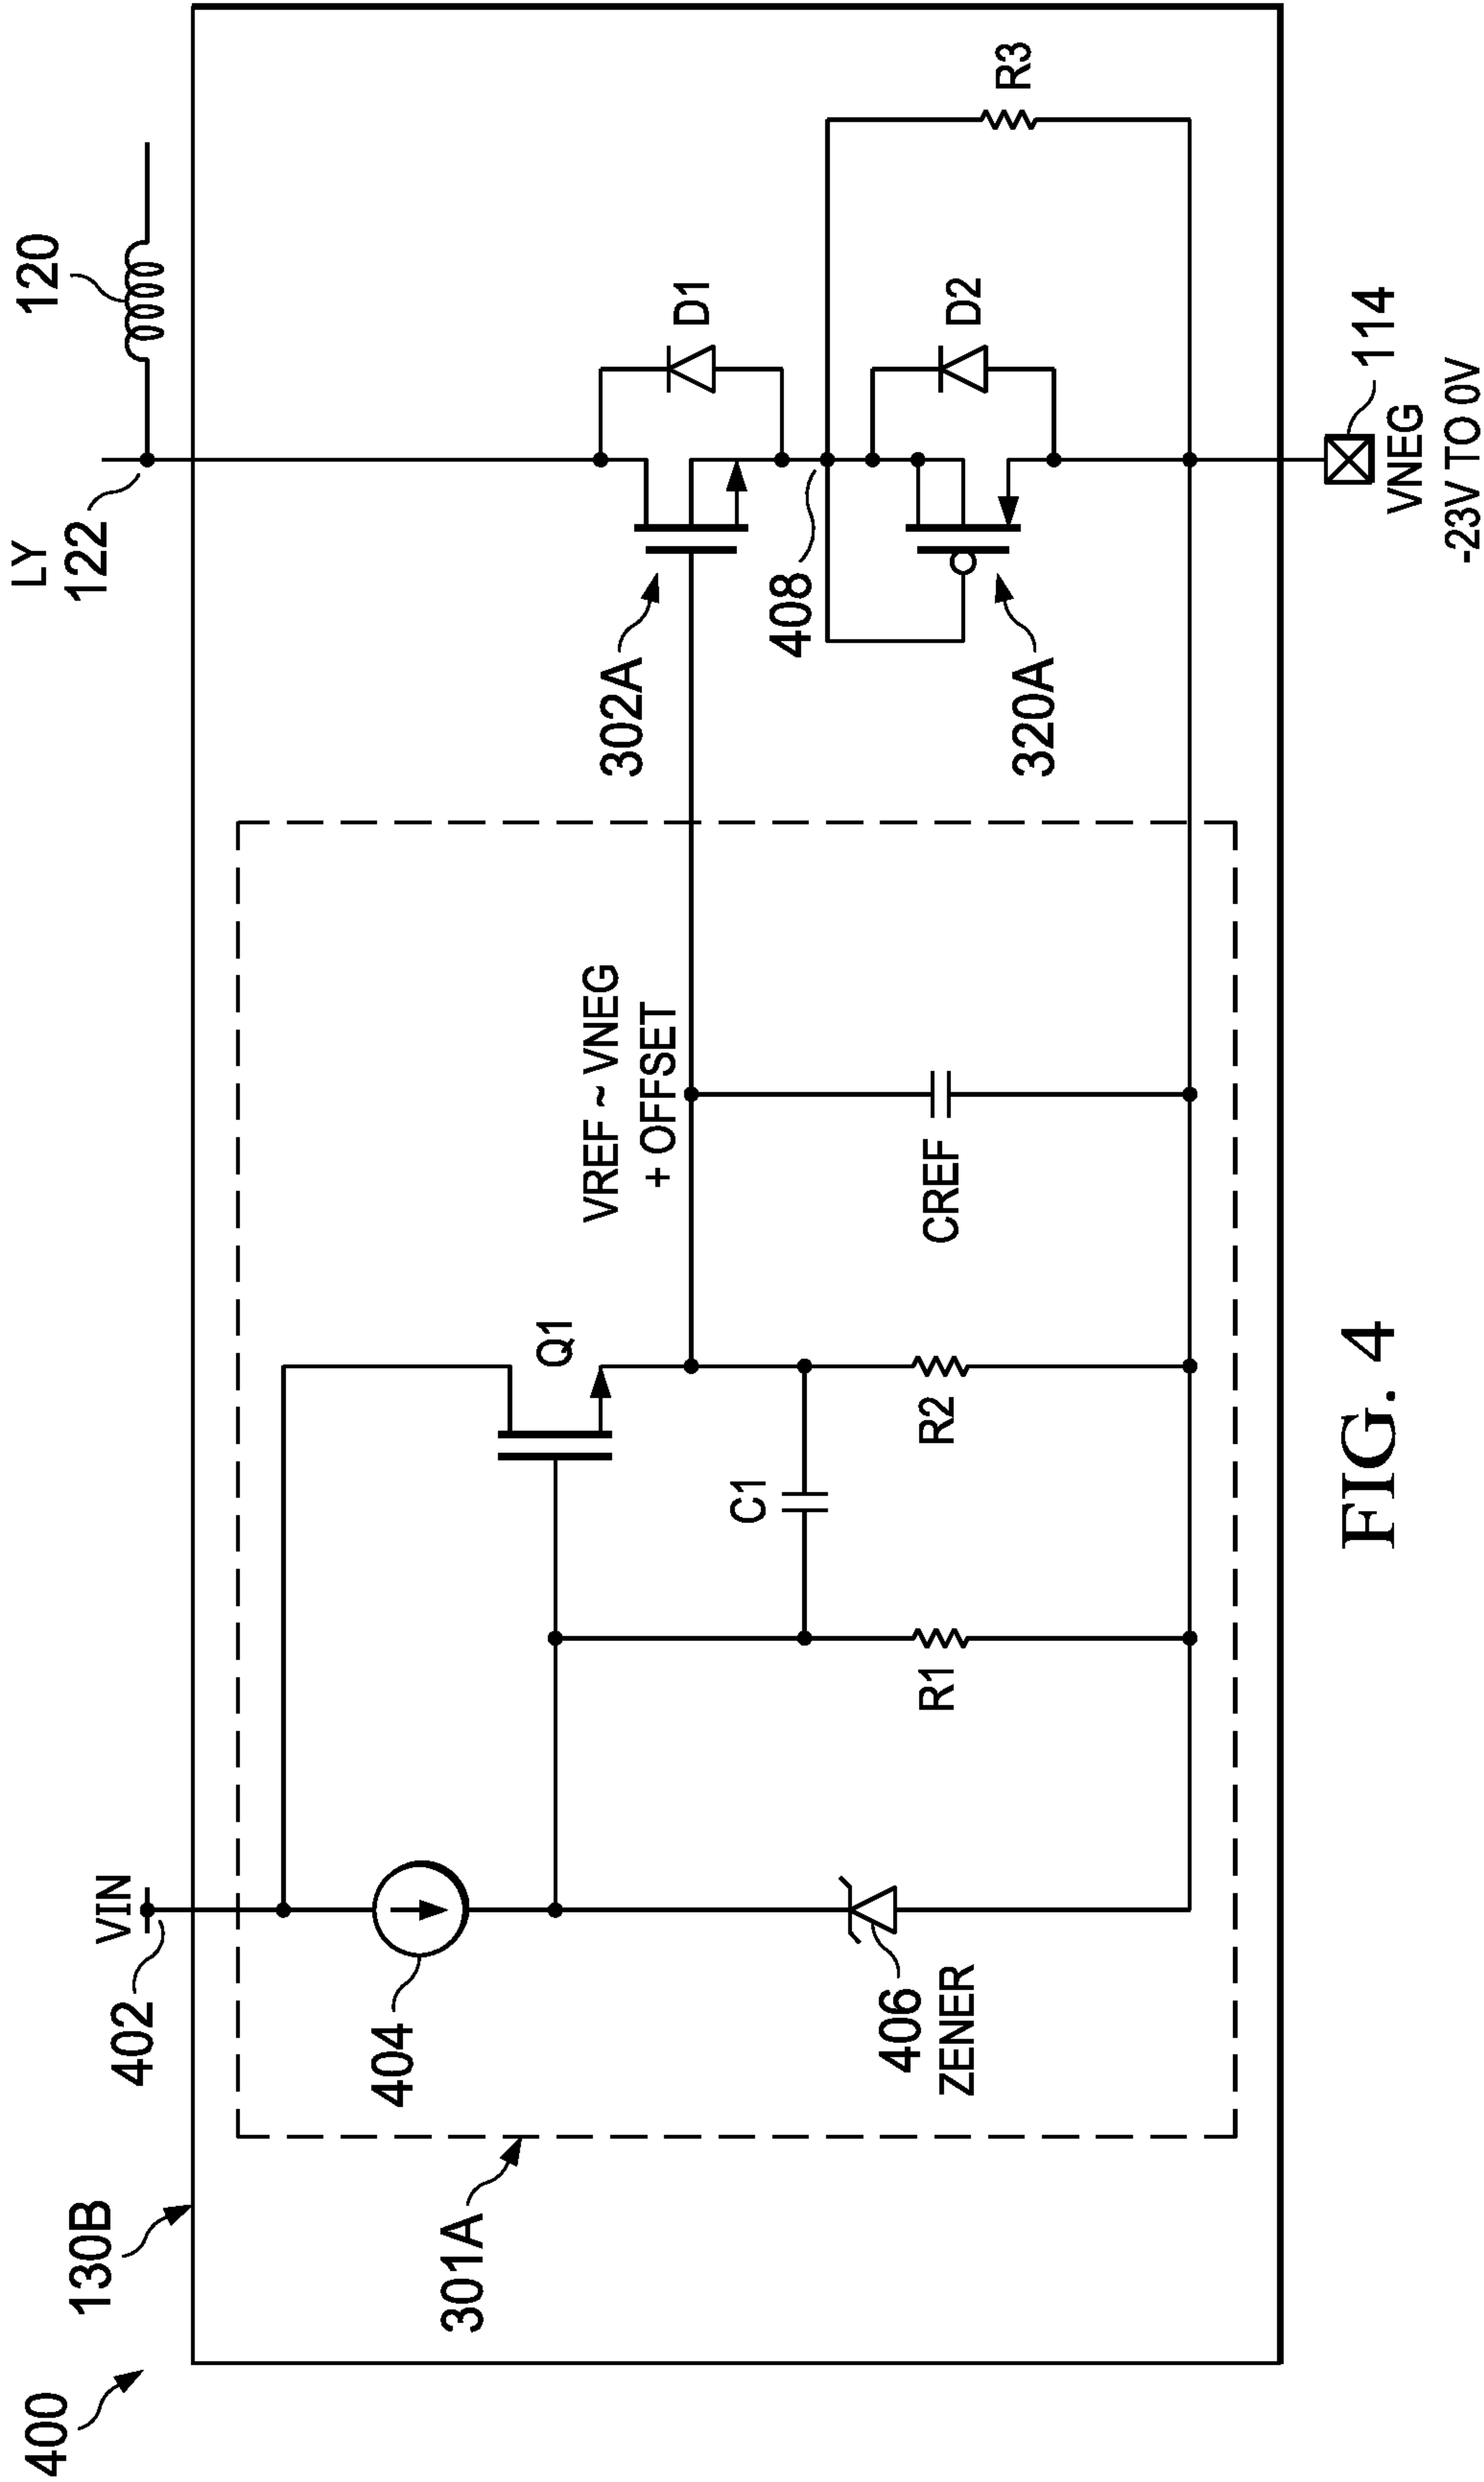 400
130B
402
VIN
LY
122
120
301A
404
Q1
302A
D1
R3
VREF ~ VNEG
+ OFFSET
408
C1
406
ZENER
R1
R2
CREF
320A
D2
VNEG
114
-23V TO 0V
FIG. 4